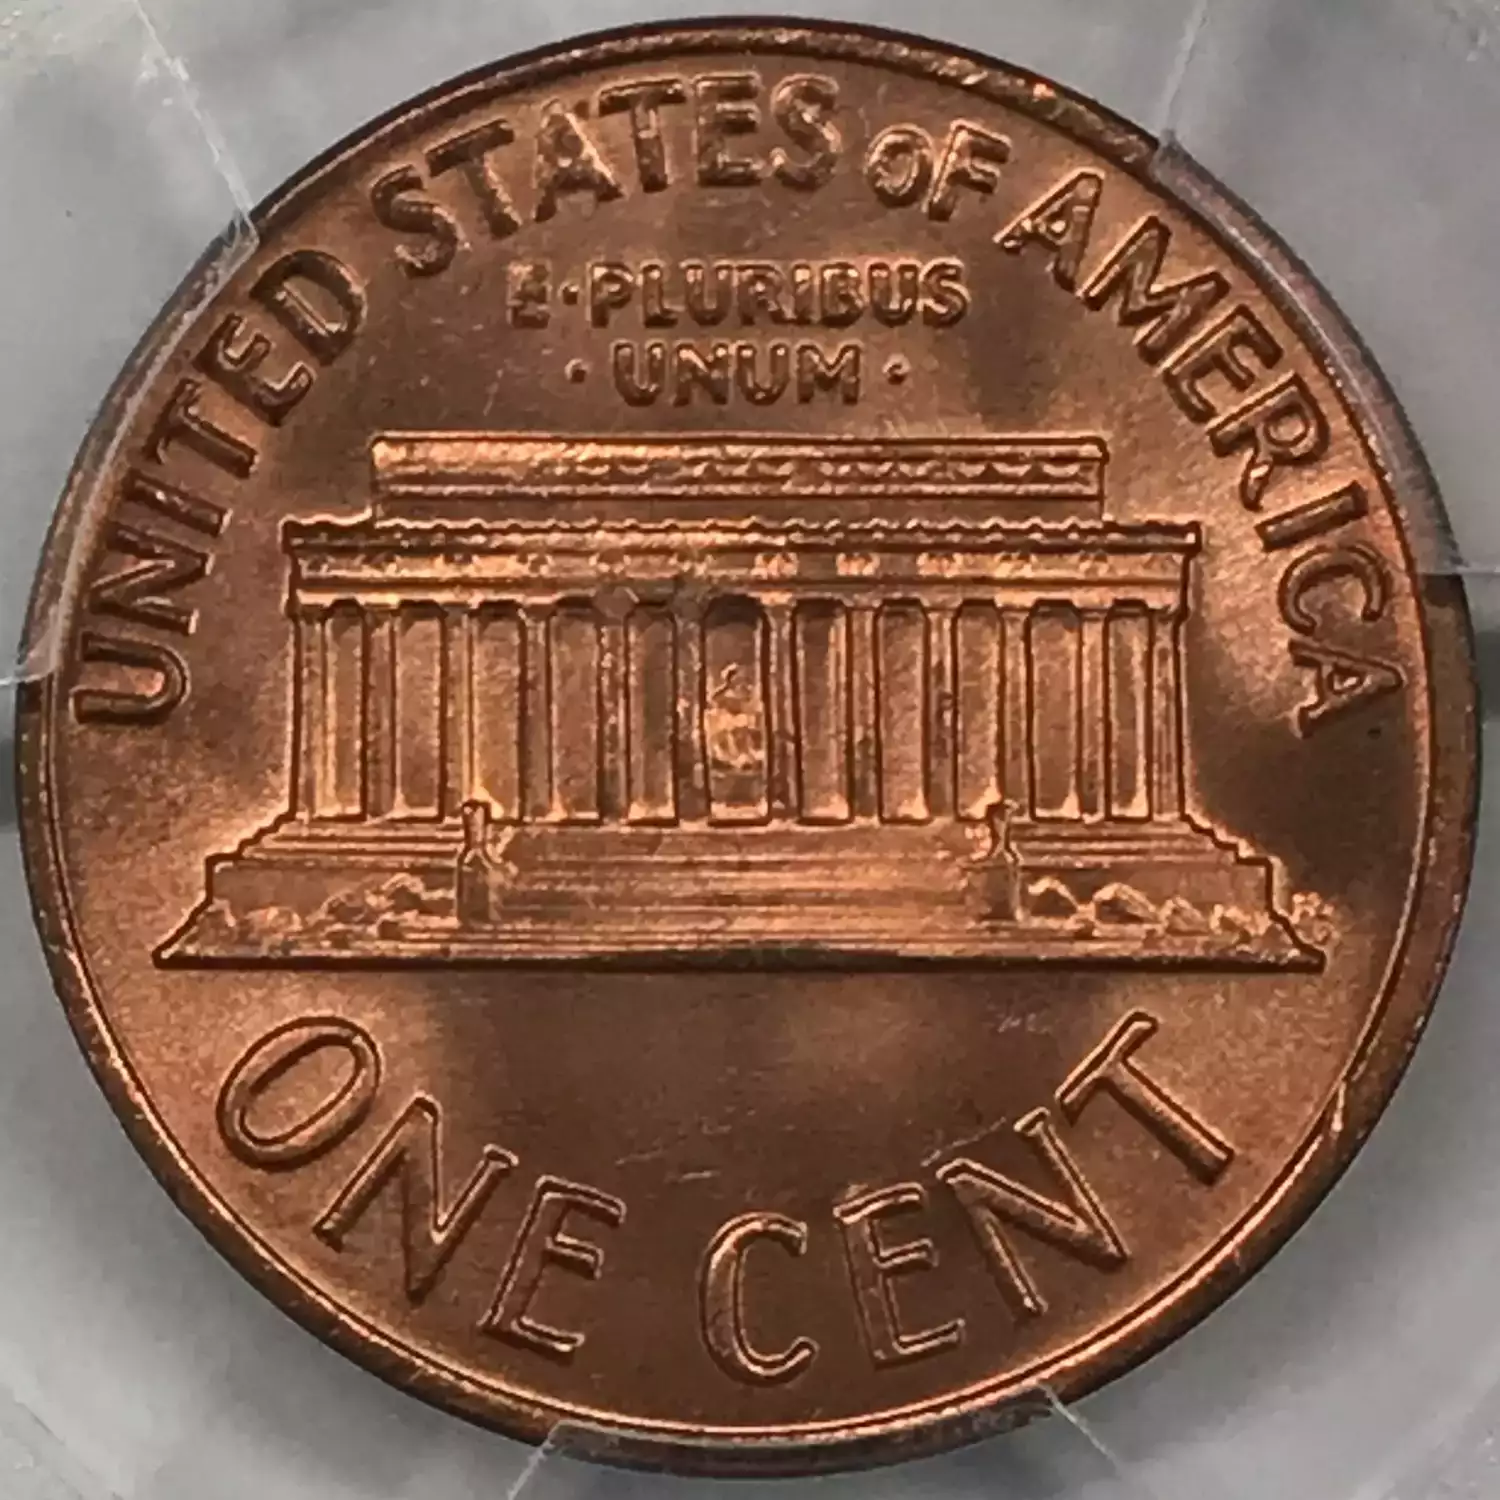 UNITED STATES OF AMERICA
E·PLURIBUS
·UNUM·
ONE CENT